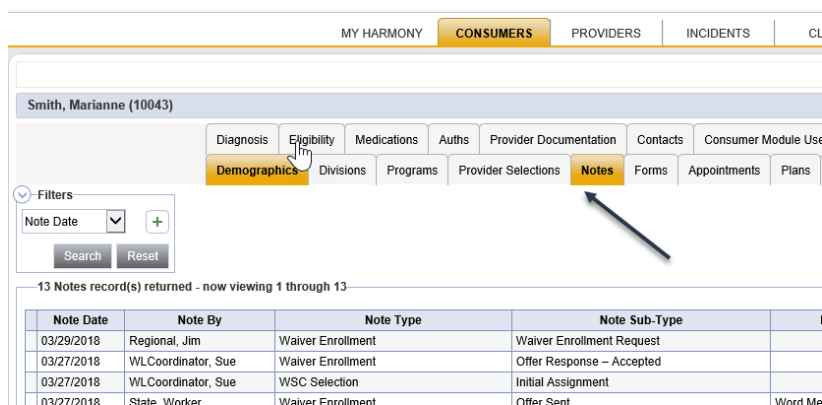 MY HARMONY CONSUMERS PROVIDERS INCIDENTS
Smith, Marianne (10043)
Diagnosis Eligibility Medications Auths Provider Documentation Contacts Consumer Module Use
Demographics Divisions Programs Provider Selections Notes Forms Appointments Plans
Filters
Note Date +
Search Reset
13 Notes record(s) returned - now viewing 1 through 13
Note Date Note By Note Type Note Sub-Type
03/29/2018 Regional, Jim Waiver Enrollment Waiver Enrollment Request
03/27/2018 WLCoordinator, Sue Waiver Enrollment Offer Response – Accepted
03/27/2018 WLCoordinator, Sue WSC Selection Initial Assignment
03/27/2018 State, Worker Waiver Enrollment Offer Sent Word Me